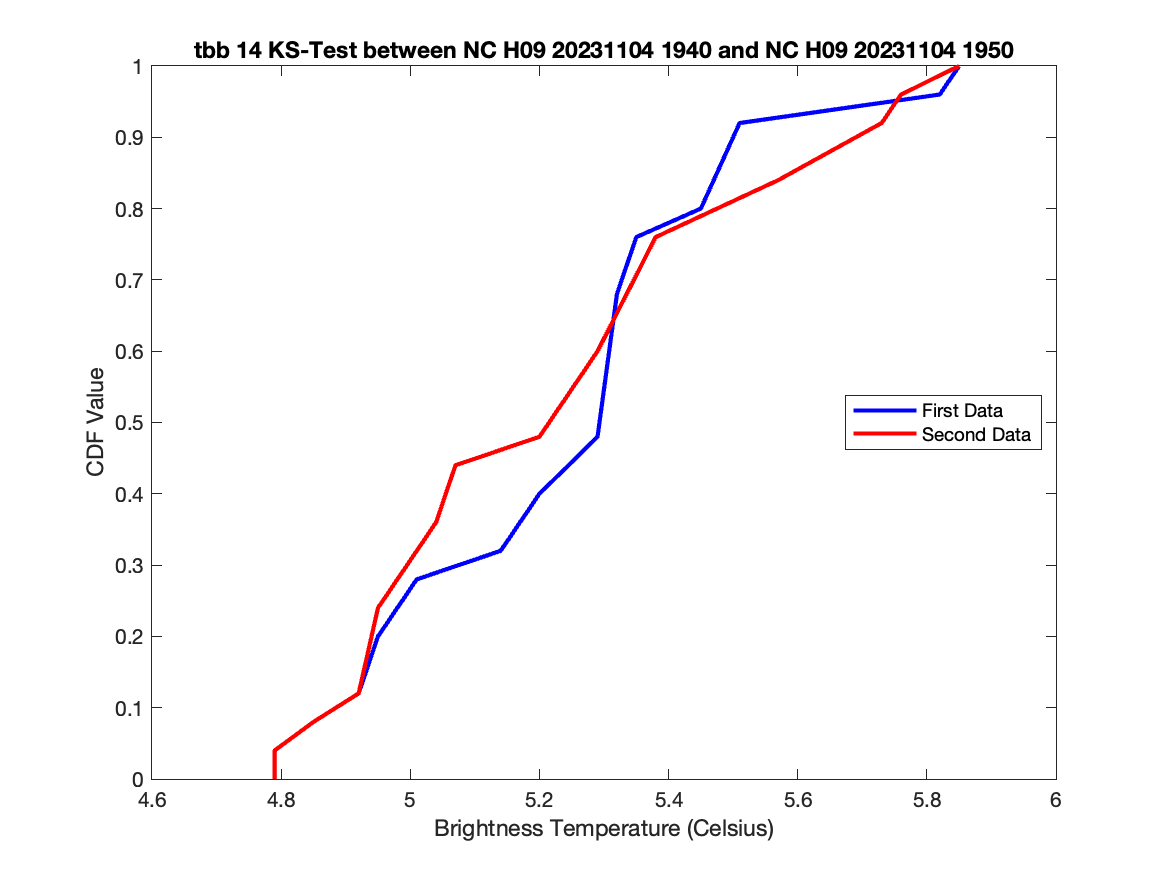 tbb 14 KS-Test between NC H09 20231104 1940 and NC H09 20231104 1950
1
0.9
0.8
0.7
0.6
0.5
0.4
0.3
0.2
0.1
0
CDF Value
First Data
Second Data
4.6 4.8 5 5.2 5.4 5.6 5.8 6
Brightness Temperature (Celsius)